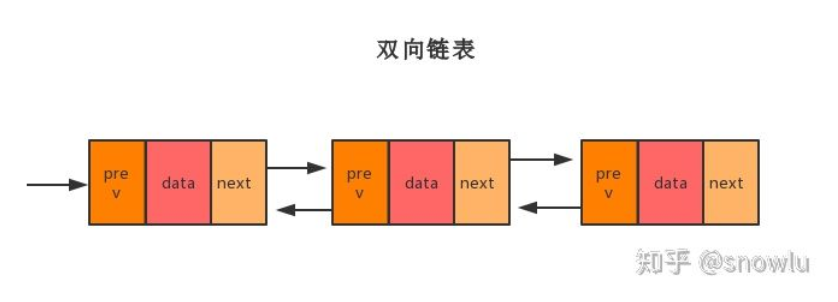 双向链表
pre
v
data
next
pre
v
data
next
pre
v
data
next
知乎 @snowlu